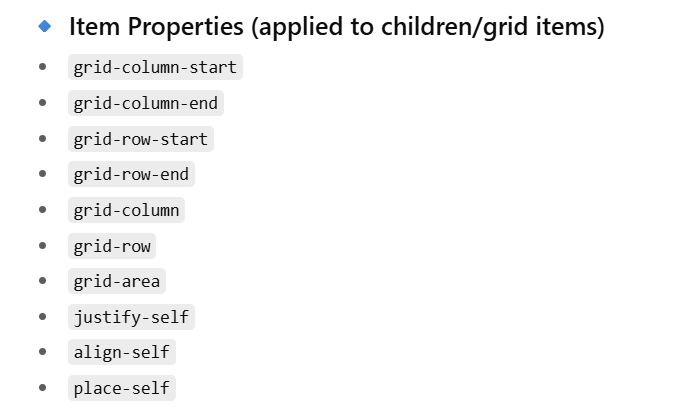 Item Properties (applied to children/grid items)
grid-column-start
grid-column-end
grid-row-start
grid-row-end
grid-column
grid-row
grid-area
justify-self
align-self
place-self